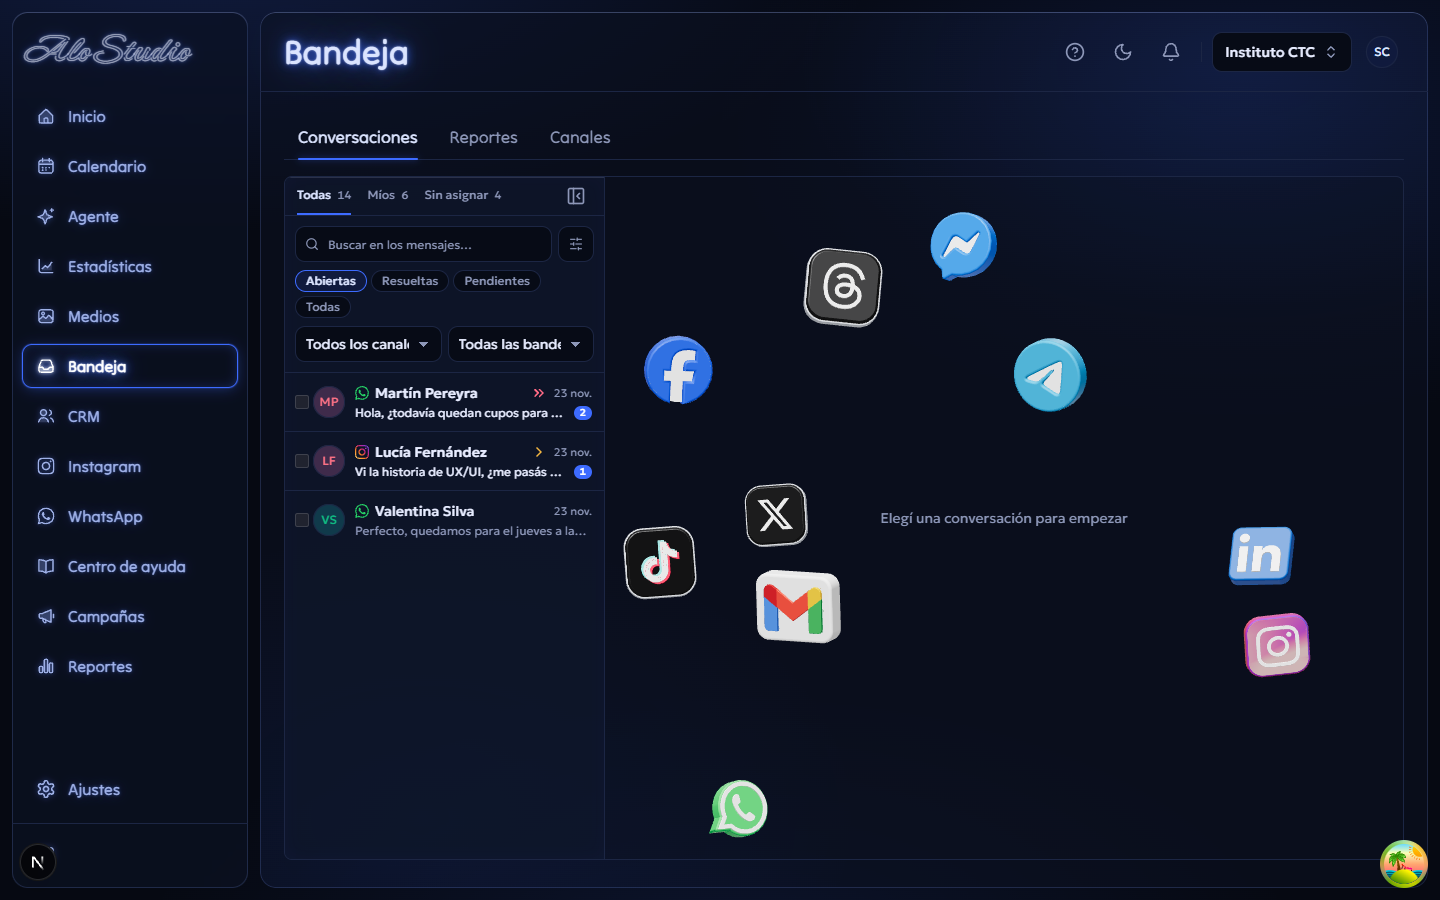 AloStudio
Inicio
Calendario
Agente
Estadísticas
Medios
Bandeja
CRM
Instagram
WhatsApp
Centro de ayuda
Campañas
Reportes
Ajustes
N
Bandeja
Instituto CTC
SC
Conversaciones Reportes Canales
Todas 14 Míos 6 Sin asignar 4
Buscar en los mensajes...
Abiertas Resueltas Pendientes
Todas
Todos los canal Todas las band
MP Martín Pereyra 23 nov.
Hola, ¿todavía quedan cupos para ... 2
LF Lucía Fernández 23 nov.
Vi la historia de UX/UI, ¿me pasás ... 1
VS Valentina Silva 23 nov.
Perfecto, quedamos para el jueves a la...
Elegí una conversación para empezar
in